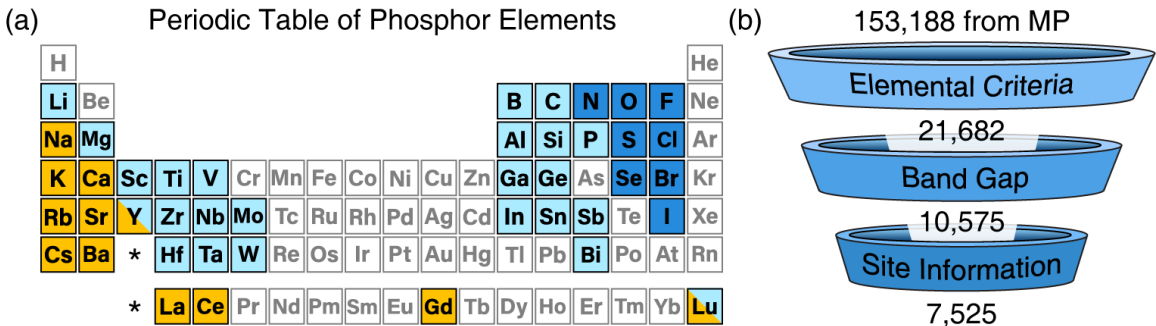 (a) Periodic Table of Phosphor Elements
H He
Li Be B C N O F Ne
Na Mg Al Si P S Cl Ar
K Ca Sc Ti V Cr Mn Fe Co Ni Cu Zn Ga Ge As Se Br Kr
Rb Sr Y Zr Nb Mo Tc Ru Rh Pd Ag Cd In Sn Sb Te I Xe
Cs Ba * Hf Ta W Re Os Ir Pt Au Hg Tl Pb Bi Po At Rn
* La Ce Pr Nd Pm Sm Eu Gd Tb Dy Ho Er Tm Yb Lu
(b) 153,188 from MP
Elemental Criteria
21,682
Band Gap
10,575
Site Information
7,525